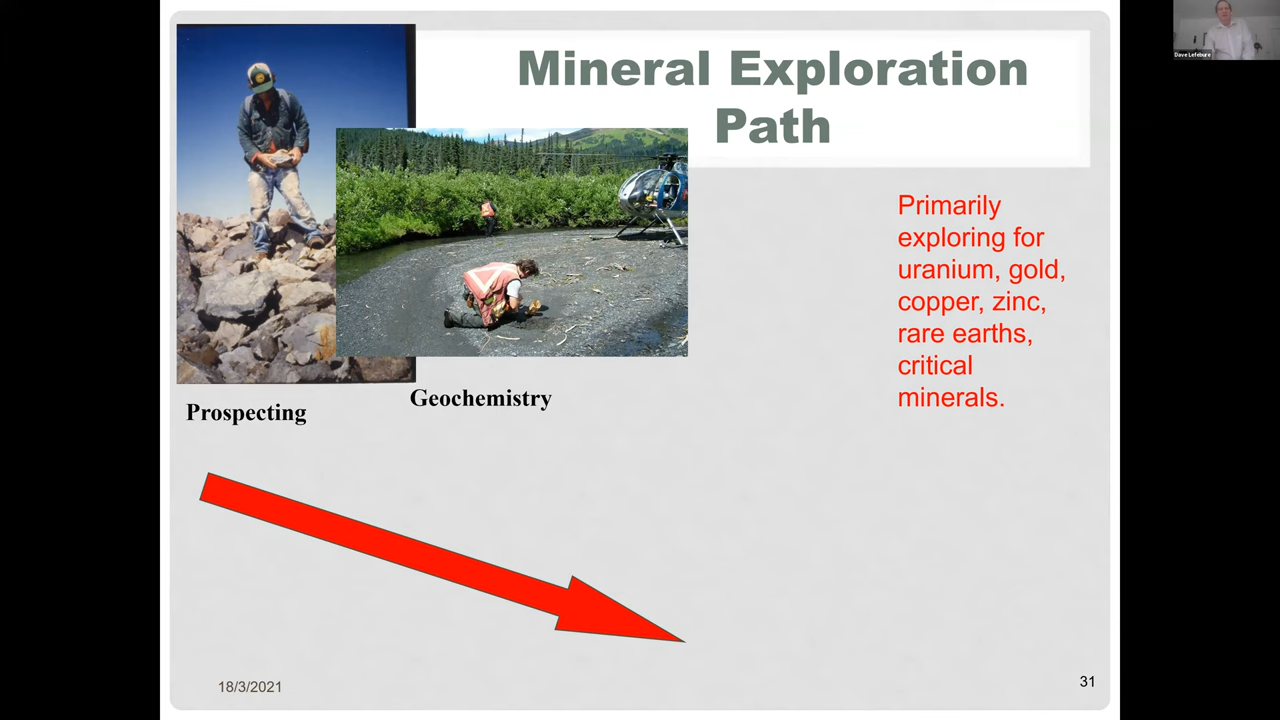 Mineral Exploration
Path
Primarily
exploring for
uranium, gold,
copper, zinc,
rare earths,
critical
minerals.
Geochemistry
Prospecting
18/3/2021
31
Dave Lefebure